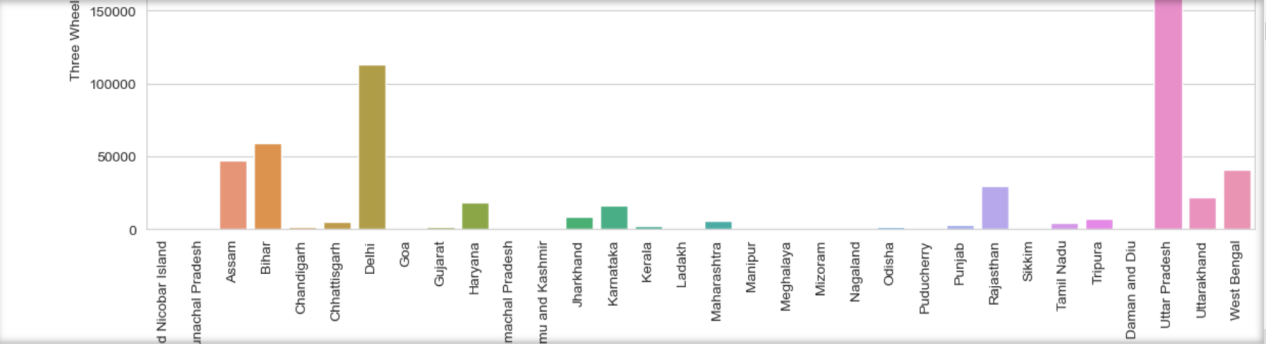 Three Wheel
150000
100000
50000
0
d Nicobar Island
unachal Pradesh
Assam
Bihar
Chandigarh
Chhattisgarh
Delhi
Goa
Gujarat
Haryana
machal Pradesh
mu and Kashmir
Jharkhand
Karnataka
Kerala
Ladakh
Maharashtra
Manipur
Meghalaya
Mizoram
Nagaland
Odisha
Puducherry
Punjab
Rajasthan
Sikkim
Tamil Nadu
Tripura
Daman and Diu
Uttar Pradesh
Uttarakhand
West Bengal